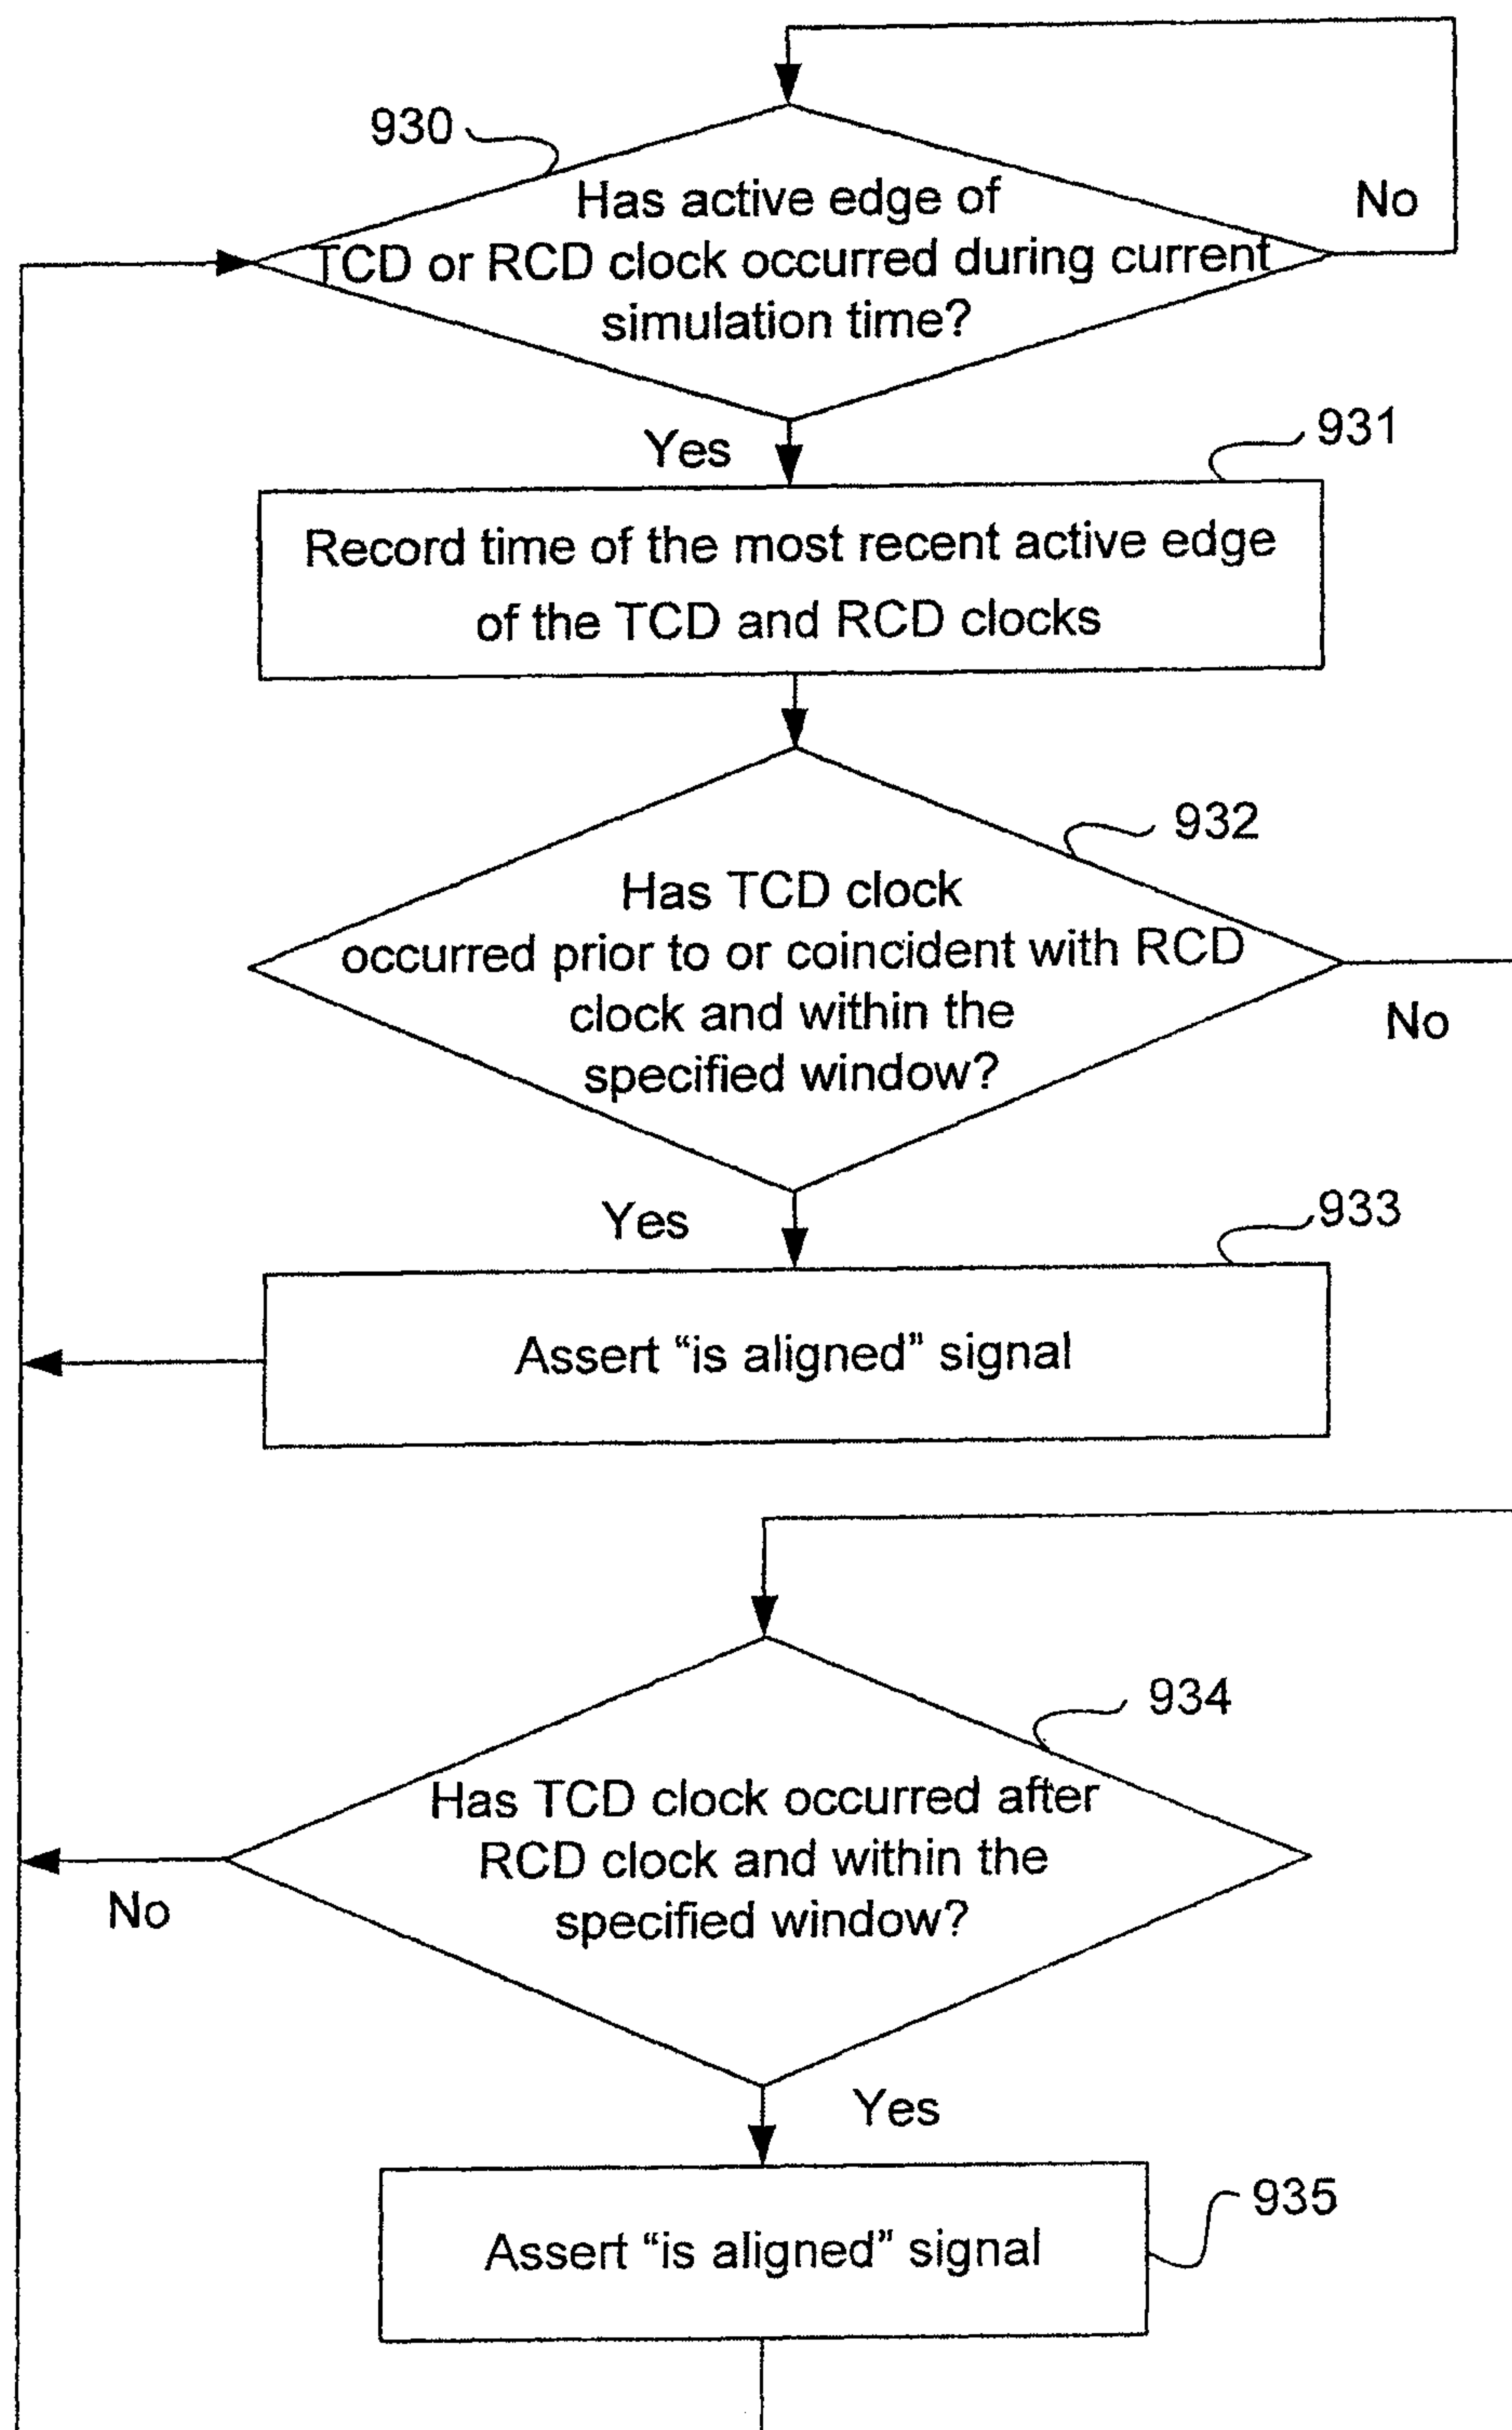 930
Has active edge of
TCD or RCD clock occurred during current
simulation time?
No
Yes
931
Record time of the most recent active edge
of the TCD and RCD clocks
932
Has TCD clock
occurred prior to or coincident with RCD
clock and within the
specified window?
No
Yes
933
Assert “is aligned” signal
934
Has TCD clock occurred after
RCD clock and within the
specified window?
No
Yes
935
Assert “is aligned” signal